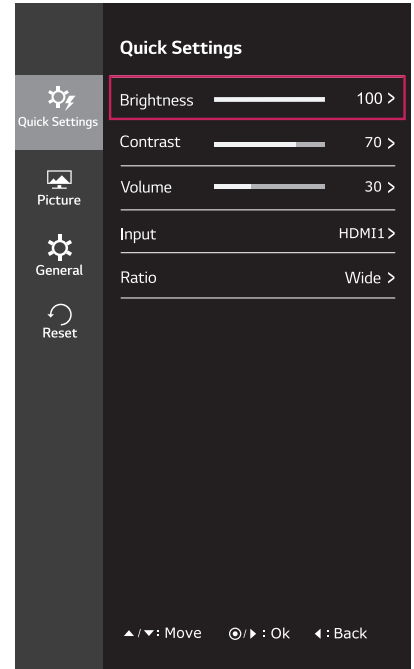 Quick Settings
Quick Settings
Brightness 100 >
Contrast 70 >
Volume 30 >
Input HDMI1>
Ratio Wide >
Picture
General
Reset
▲/▼: Move ◉/▶ : Ok ◀ : Back